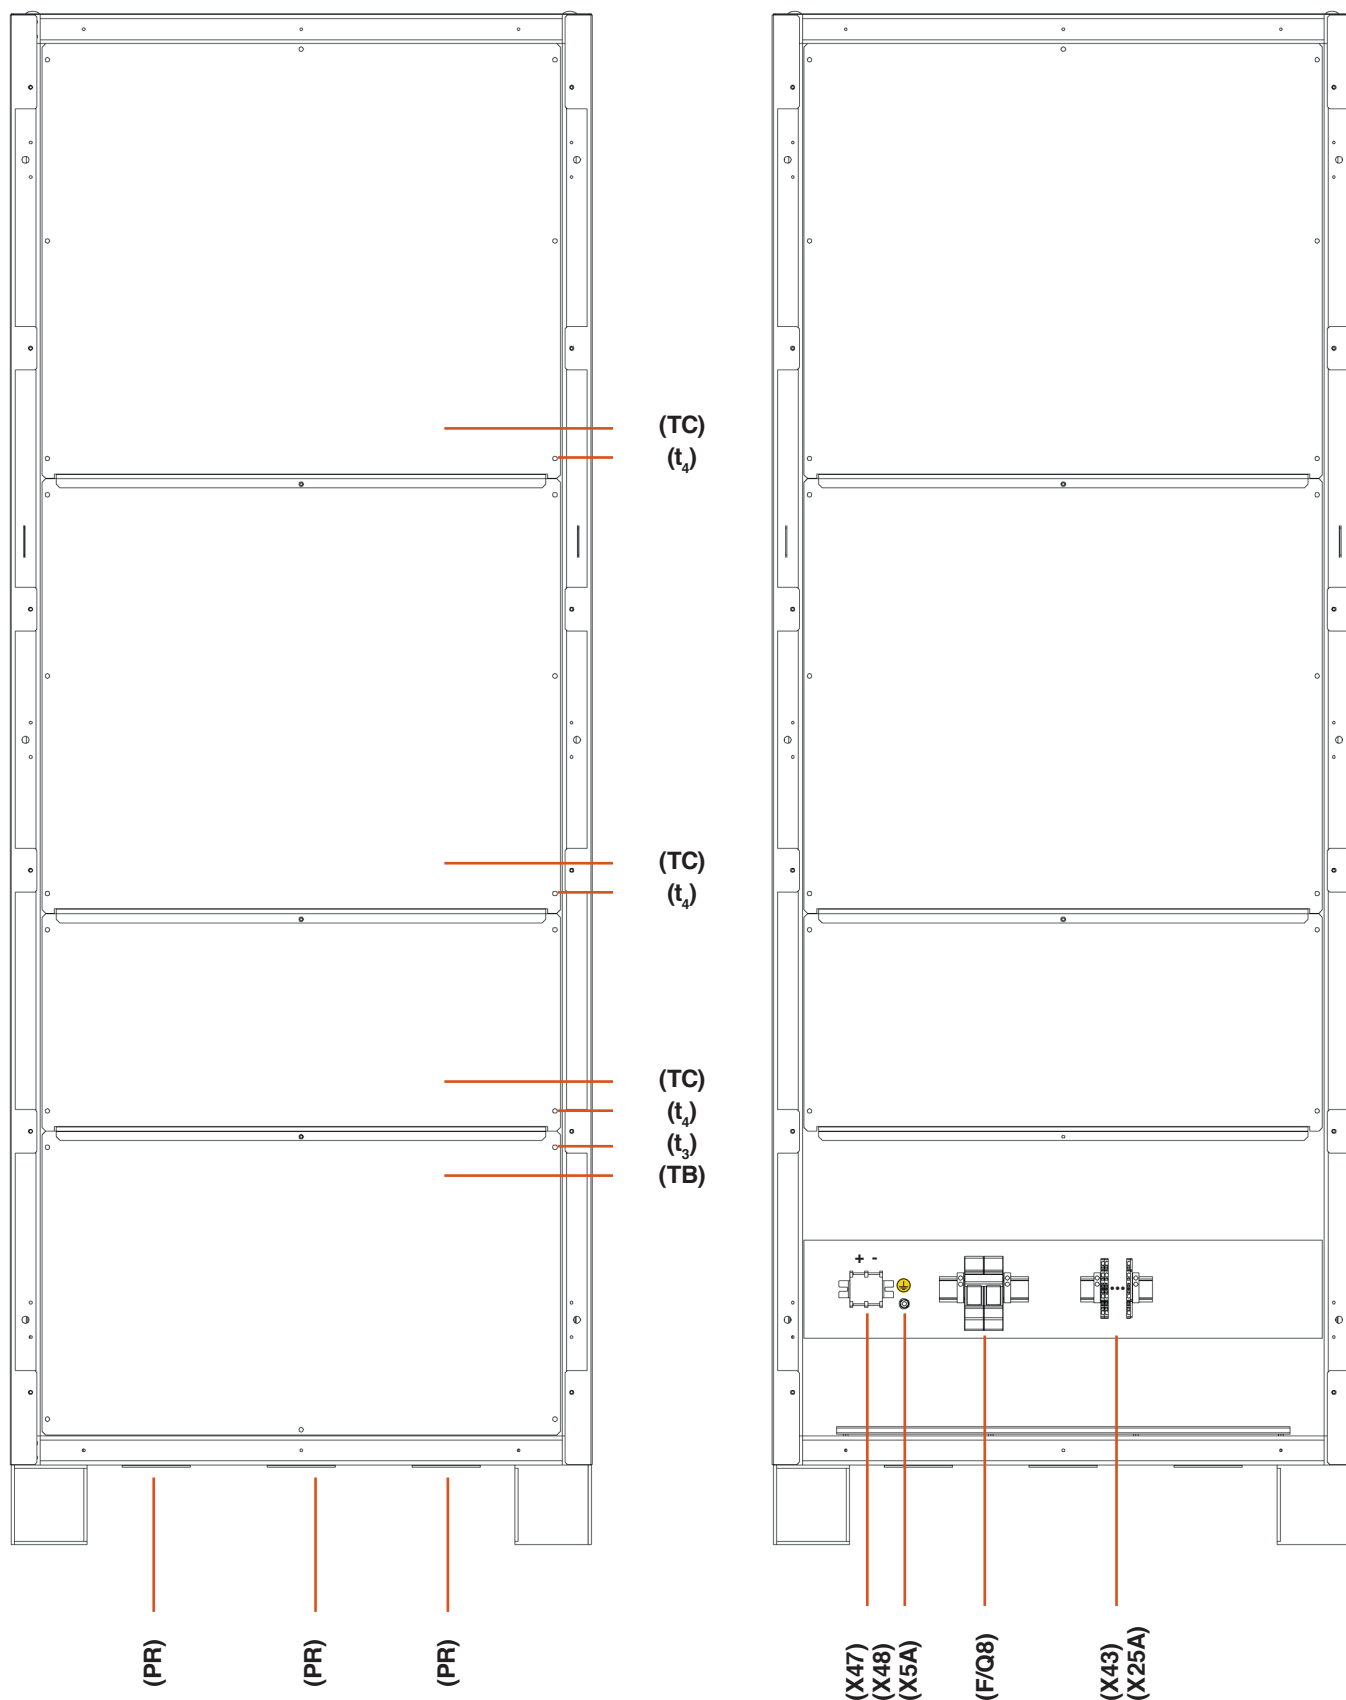 (TC)
(t4)
(TC)
(t4)
(TC)
(t4)
(t3)
(TB)
+ -
(PR)
(PR)
(PR)
(X47)
(X48)
(X5A)
(F/Q8)
(X43)
(X25A)